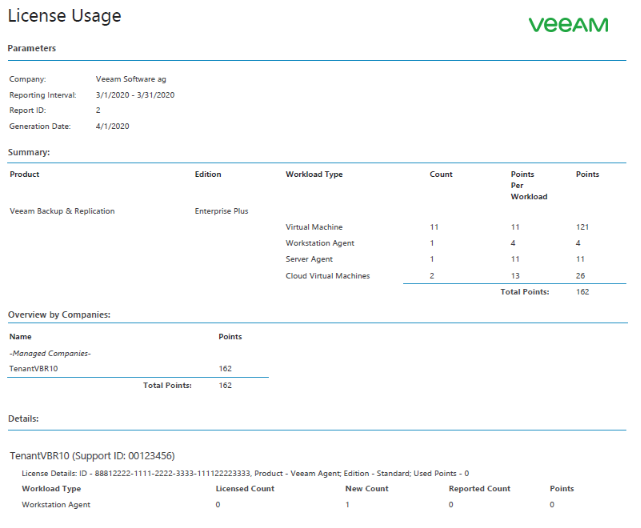 License Usage
veeAM
Parameters
Company: Veeam Software ag
Reporting Interval: 3/1/2020 - 3/31/2020
Report ID: 2
Generation Date: 4/1/2020
Summary:
Product Edition Workload Type Count Points Per Workload Points
Veeam Backup & Replication Enterprise Plus
Virtual Machine 11 11 121
Workstation Agent 1 4 4
Server Agent 1 11 11
Cloud Virtual Machines 2 13 26
Total Points: 162
Overview by Companies:
Name Points
-Managed Companies-
TenantVBR10 162
Total Points: 162
Details:
TenantVBR10 (Support ID: 00123456)
License Details: ID - 88812222-1111-2222-3333-111122223333, Product - Veeam Agent; Edition - Standard; Used Points - 0
Workload Type Licensed Count New Count Reported Count Points
Workstation Agent 0 1 0 0